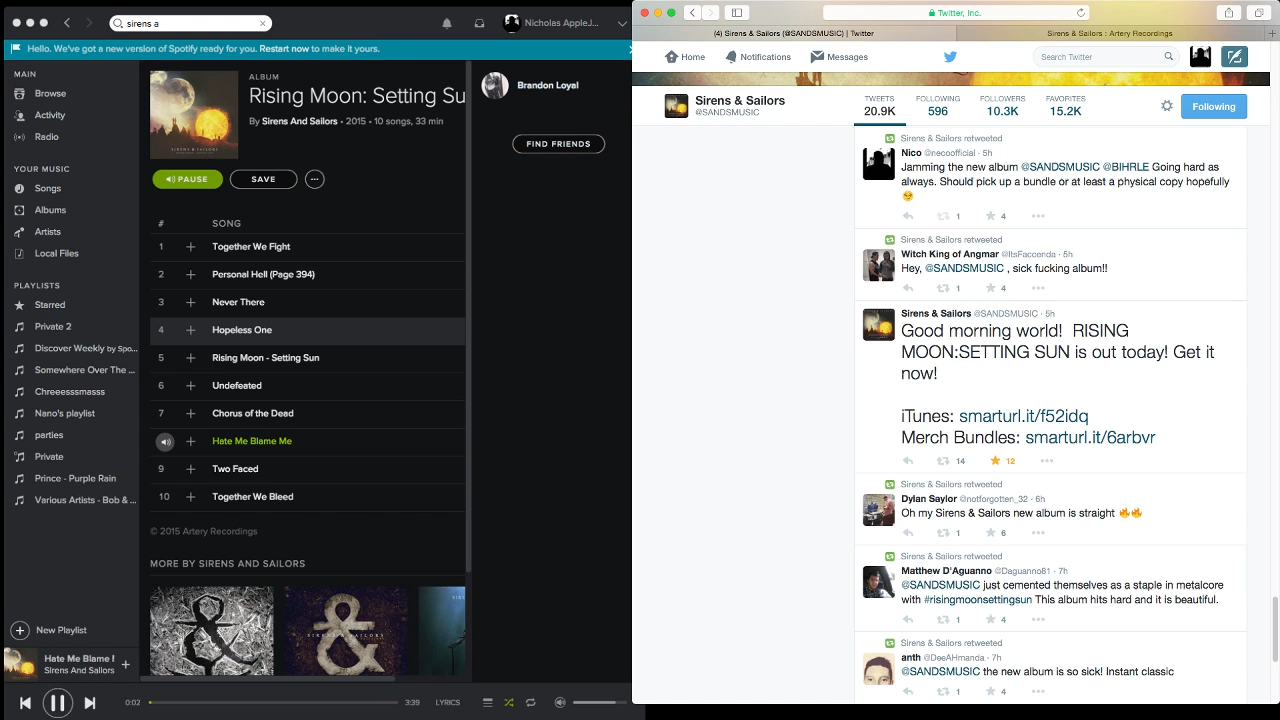 sirens a
Nicholas AppleJ...
Hello. We've got a new version of Spotify ready for you. Restart now to make it yours.
MAIN
Browse
Activity
Radio
YOUR MUSIC
Songs
Albums
Artists
Local Files
PLAYLISTS
Starred
Private 2
Discover Weekly by Spo...
Somewhere Over The ...
Chreeesssmasss
Nano's playlist
parties
Private
Prince - Purple Rain
Various Artists - Bob & ...
New Playlist
Hate Me Blame
Sirens And Sailors
ALBUM
Rising Moon: Setting Su
By Sirens And Sailors • 2015 • 10 songs, 33 min
PAUSE
SAVE
# SONG
1 + Together We Fight
2 + Personal Hell (Page 394)
3 + Never There
4 + Hopeless One
5 + Rising Moon - Setting Sun
6 + Undefeated
7 + Chorus of the Dead
+ Hate Me Blame Me
9 + Two Faced
10 + Together We Bleed
© 2015 Artery Recordings
MORE BY SIRENS AND SAILORS
SIRENS & SAILORS
Brandon Loyal
FIND FRIENDS
0:02
3:39
LYRICS
Twitter, Inc.
(4) Sirens & Sailors (@SANDSMUSIC) | Twitter
Sirens & Sailors : Artery Recordings
Home
Notifications
Messages
Search Twitter
Sirens & Sailors
@SANDSMUSIC
TWEETS FOLLOWING FOLLOWERS FAVORITES
20.9K 596 10.3K 15.2K
Following
Sirens & Sailors retweeted
Nico @necoofficial · 5h
Jamming the new album @SANDSMUSIC @BIHRLE Going hard as
always. Should pick up a bundle or at least a physical copy hopefully
😏
1 4
Sirens & Sailors retweeted
Witch King of Angmar @ItsFaccenda · 5h
Hey, @SANDSMUSIC , sick fucking album!!
1 4
Sirens & Sailors @SANDSMUSIC · 5h
Good morning world! RISING
MOON:SETTING SUN is out today! Get it
now!
iTunes: smarturl.it/f52idq
Merch Bundles: smarturl.it/6arbvr
14 12
Sirens & Sailors retweeted
Dylan Saylor @notforgotten_32 · 6h
Oh my Sirens & Sailors new album is straight 🔥🔥
1 6
Sirens & Sailors retweeted
Matthew D'Aguanno @Daguanno81 · 7h
@SANDSMUSIC just cemented themselves as a staple in metalcore
with #risingmoonsettingsun This album hits hard and it is beautiful.
1 4
Sirens & Sailors retweeted
anth @DeeAHmanda · 7h
@SANDSMUSIC the new album is so sick! Instant classic
1 4